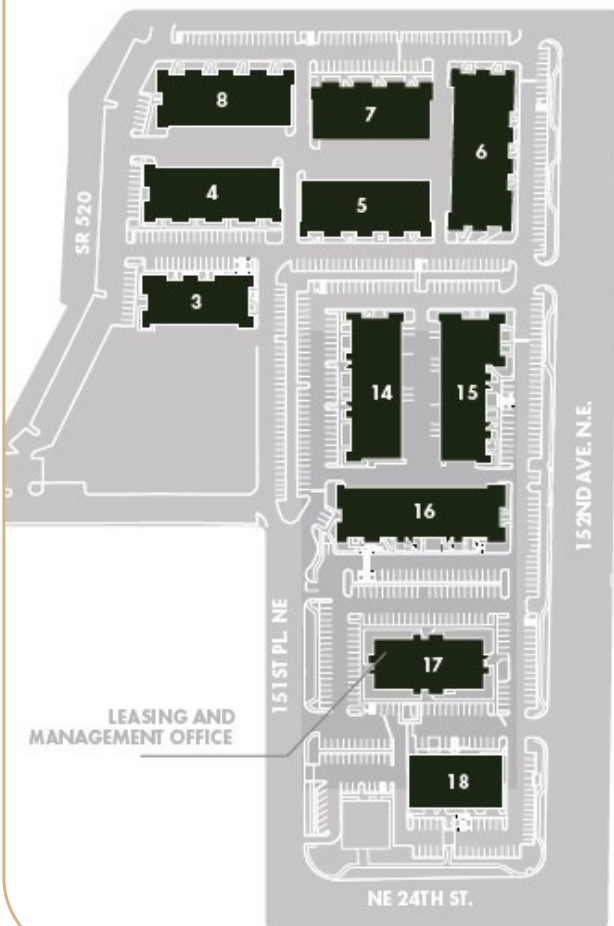 8
7
6
4
5
SR 520
3
14
15
152ND AVE. N.E.
16
151ST PL. NE
17
LEASING AND
MANAGEMENT OFFICE
18
NE 24TH ST.